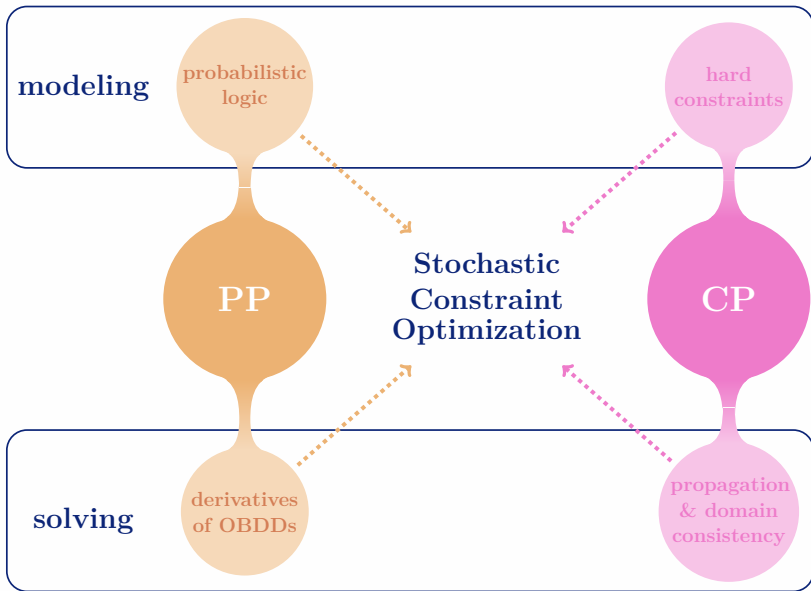 modeling
probabilistic
logic
hard
constraints
PP
Stochastic
Constraint
Optimization
CP
solving
derivatives
of OBDDs
propagation
& domain
consistency